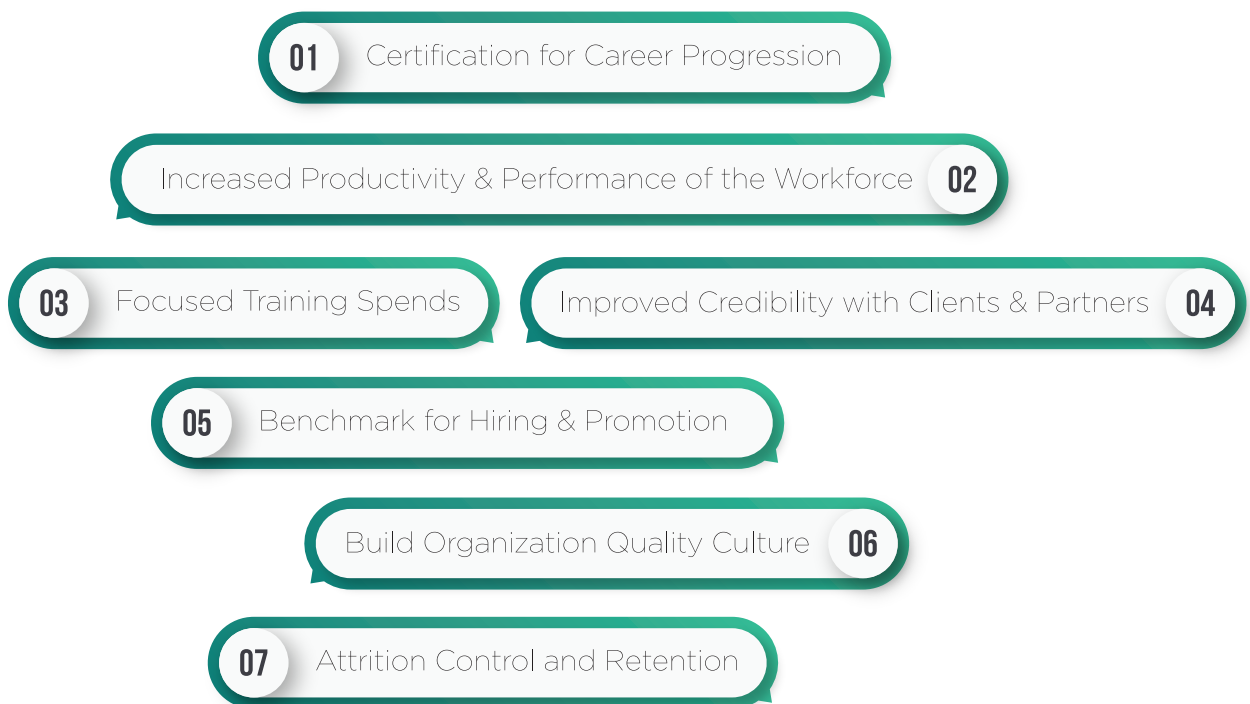 01 Certification for Career Progression
Increased Productivity & Performance of the Workforce 02
03 Focused Training Spends
Improved Credibility with Clients & Partners 04
05 Benchmark for Hiring & Promotion
Build Organization Quality Culture 06
07 Attrition Control and Retention